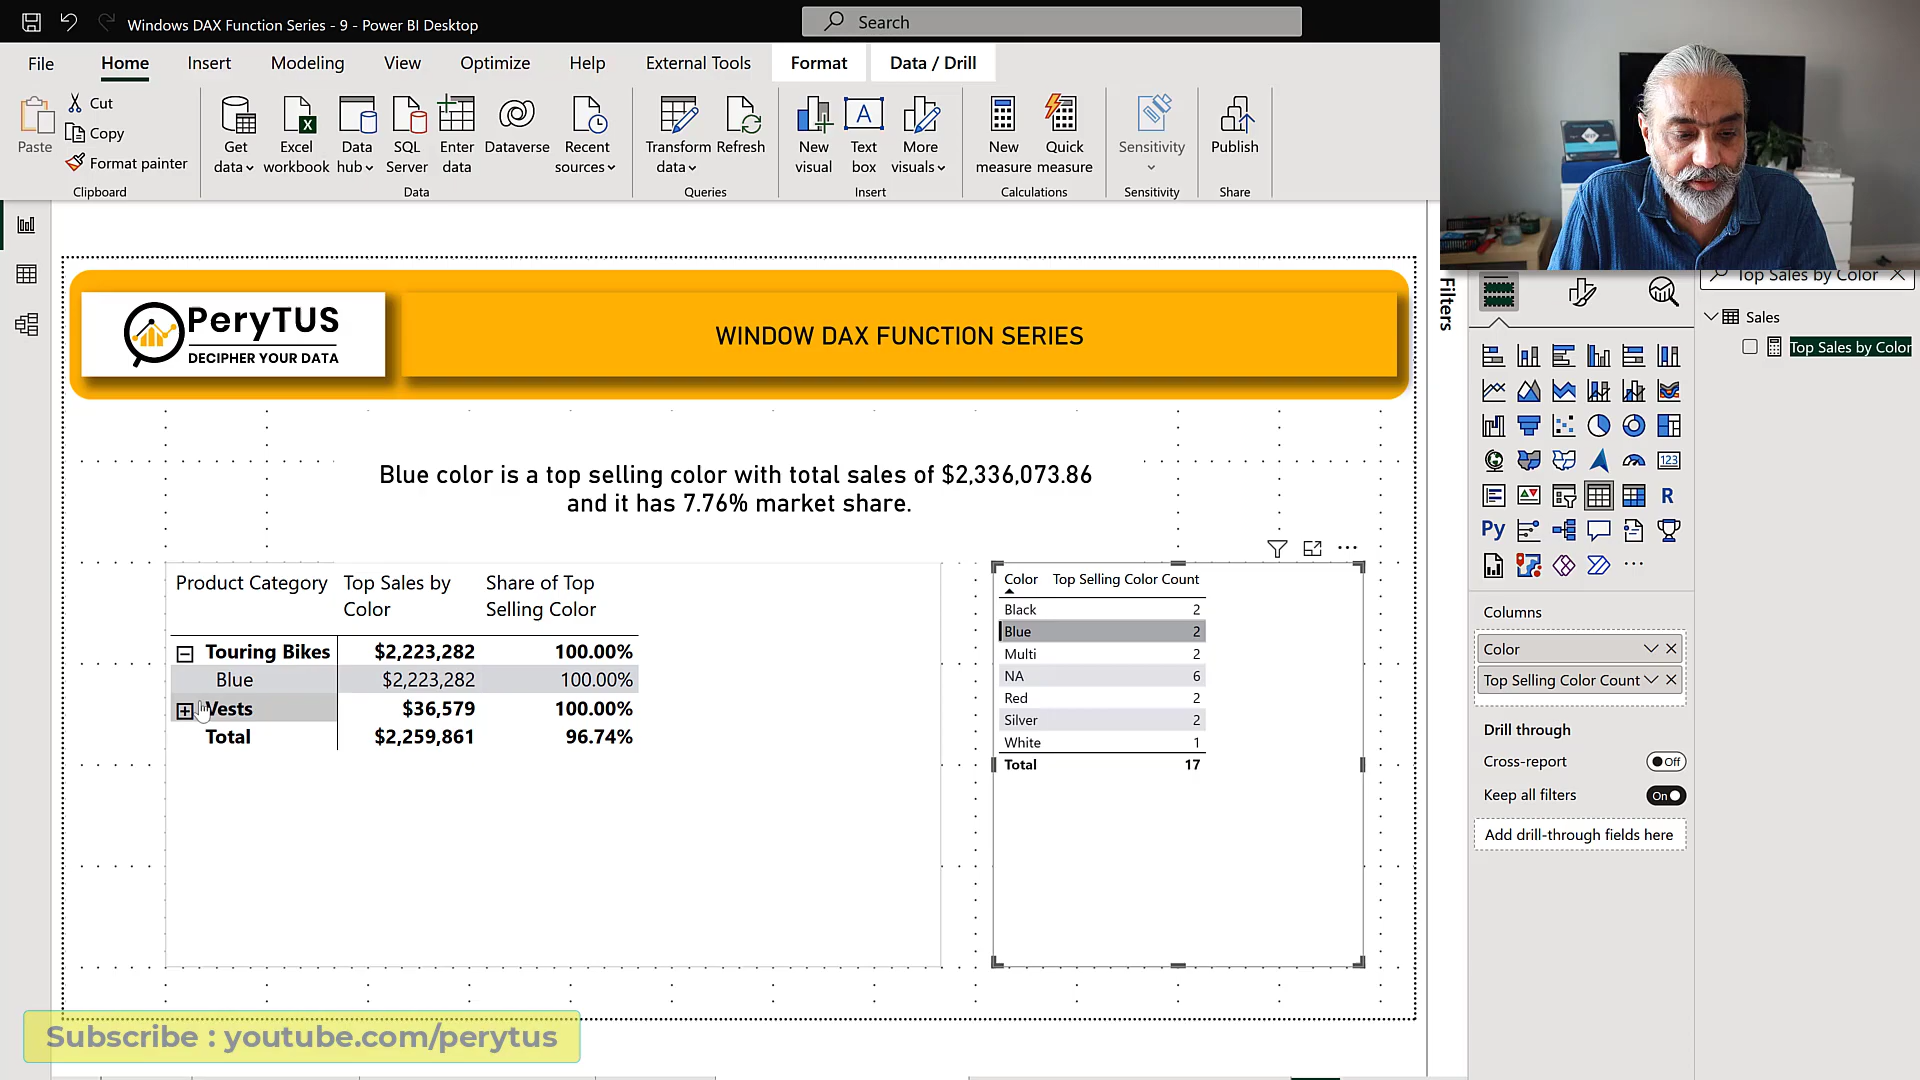 Windows DAX Function Series - 9 - Power BI Desktop
Search
File
Home
Insert
Modeling
View
Optimize
Help
External Tools
Format
Data / Drill
Paste
Cut
Copy
Format painter
Get data
Excel workbook
Data hub
SQL Server
Enter data
Dataverse
Recent sources
Transform data
Refresh
New visual
Text box
More visuals
New measure
Quick measure
Sensitivity
Publish
Clipboard
Data
Queries
Insert
Calculations
Sensitivity
Share
PeryTUS
DECIPHER YOUR DATA
WINDOW DAX FUNCTION SERIES
Blue color is a top selling color with total sales of $2,336,073.86
and it has 7.76% market share.
Product Category Top Sales by Color Share of Top Selling Color
Touring Bikes $2,223,282 100.00%
Blue $2,223,282 100.00%
Vests $36,579 100.00%
Total $2,259,861 96.74%
Color Top Selling Color Count
Black 2
Blue 2
Multi 2
NA 6
Red 2
Silver 2
White 1
Total 17
Filters
123
R
Py
Columns
Color
Top Selling Color Count
Drill through
Cross-report Off
Keep all filters On
Add drill-through fields here
Top Sales by Color
Sales
Top Sales by Color
Subscribe : youtube.com/perytus